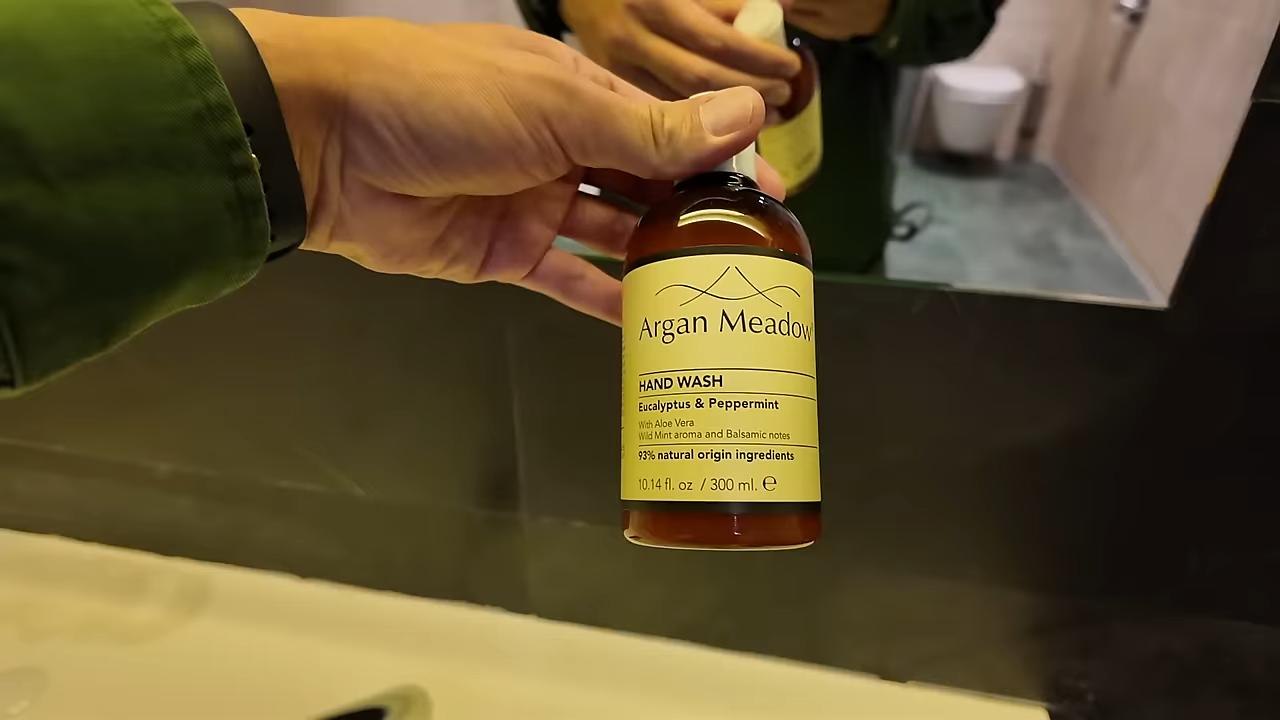 Argan Meadow
HAND WASH
Eucalyptus & Peppermint
With Aloe Vera
Wild Mint aroma and Balsamic notes
93% natural origin ingredients
10.14 fl. oz / 300 ml. ℮